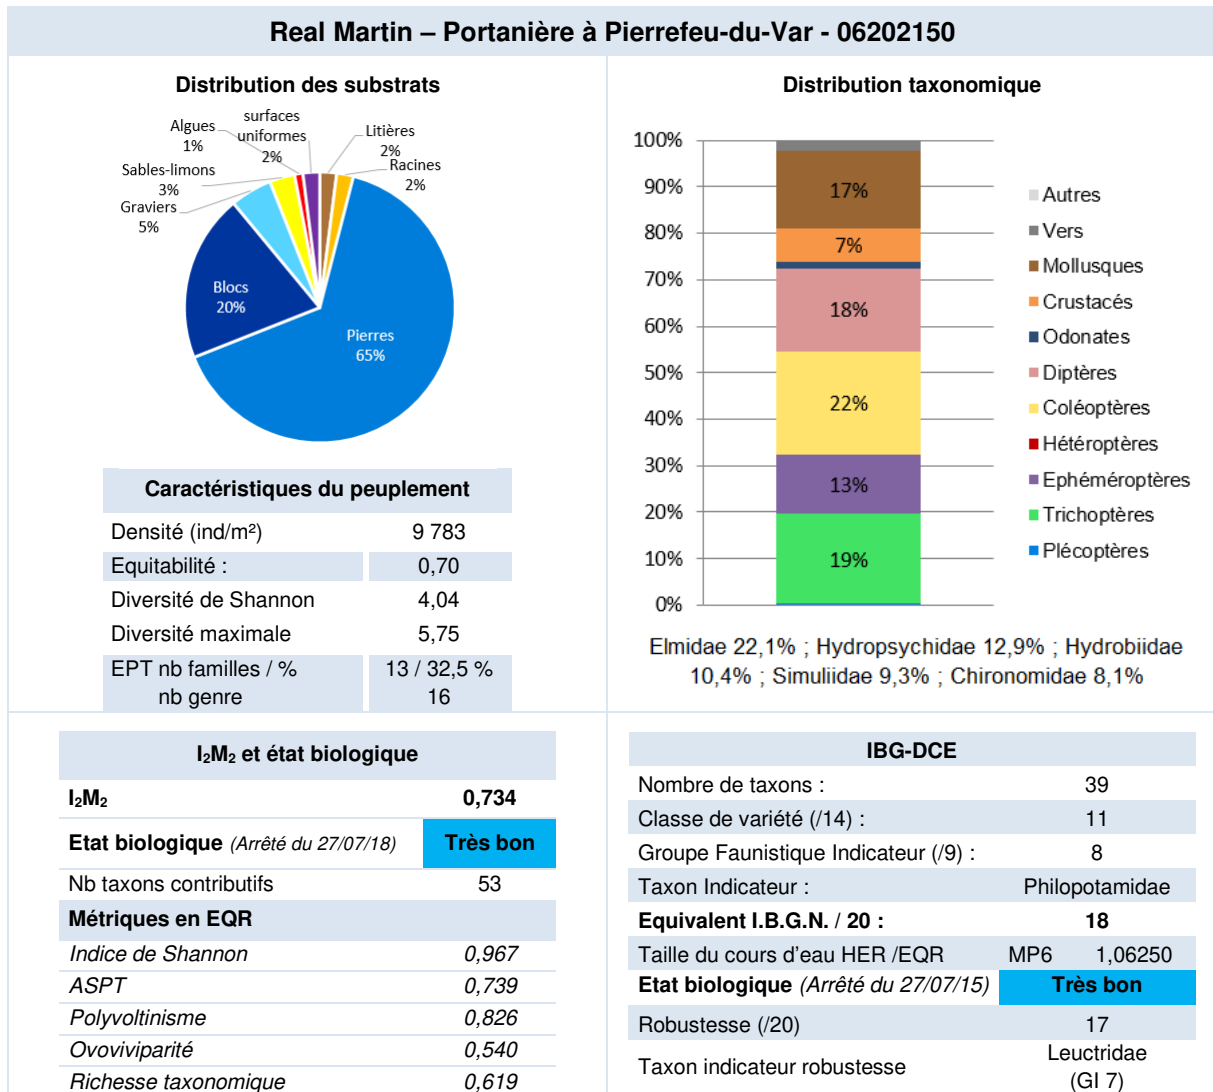 Real Martin – Portanière à Pierrefeu-du-Var - 06202150
Distribution des substrats
surfaces
uniformes
2%
Algues
1%
Litières
2%
Racines
2%
Sables-limons
3%
Graviers
5%
Blocs
20%
Pierres
65%
Caractéristiques du peuplement
Densité (ind/m²) 9 783
Equitabilité : 0,70
Diversité de Shannon 4,04
Diversité maximale 5,75
EPT nb familles / % 13 / 32,5 %
nb genre 16
Distribution taxonomique
100%
90%
80%
70%
60%
50%
40%
30%
20%
10%
0%
17%
7%
18%
22%
13%
19%
Autres
Vers
Mollusques
Crustacés
Odonates
Diptères
Coléoptères
Hétéroptères
Ephéméroptères
Trichoptères
Plécoptères
Elmidae 22,1% ; Hydropsychidae 12,9% ; Hydrobiidae
10,4% ; Simuliidae 9,3% ; Chironomidae 8,1%
I₂M₂ et état biologique
I₂M₂ 0,734
Etat biologique (Arrêté du 27/07/18) Très bon
Nb taxons contributifs 53
Métriques en EQR
Indice de Shannon 0,967
ASPT 0,739
Polyvoltinisme 0,826
Ovoviviparité 0,540
Richesse taxonomique 0,619
IBG-DCE
Nombre de taxons : 39
Classe de variété (/14) : 11
Groupe Faunistique Indicateur (/9) : 8
Taxon Indicateur : Philopotamidae
Equivalent I.B.G.N. / 20 : 18
Taille du cours d'eau HER /EQR MP6 1,06250
Etat biologique (Arrêté du 27/07/15) Très bon
Robustesse (/20) 17
Taxon indicateur robustesse Leuctridae
(GI 7)